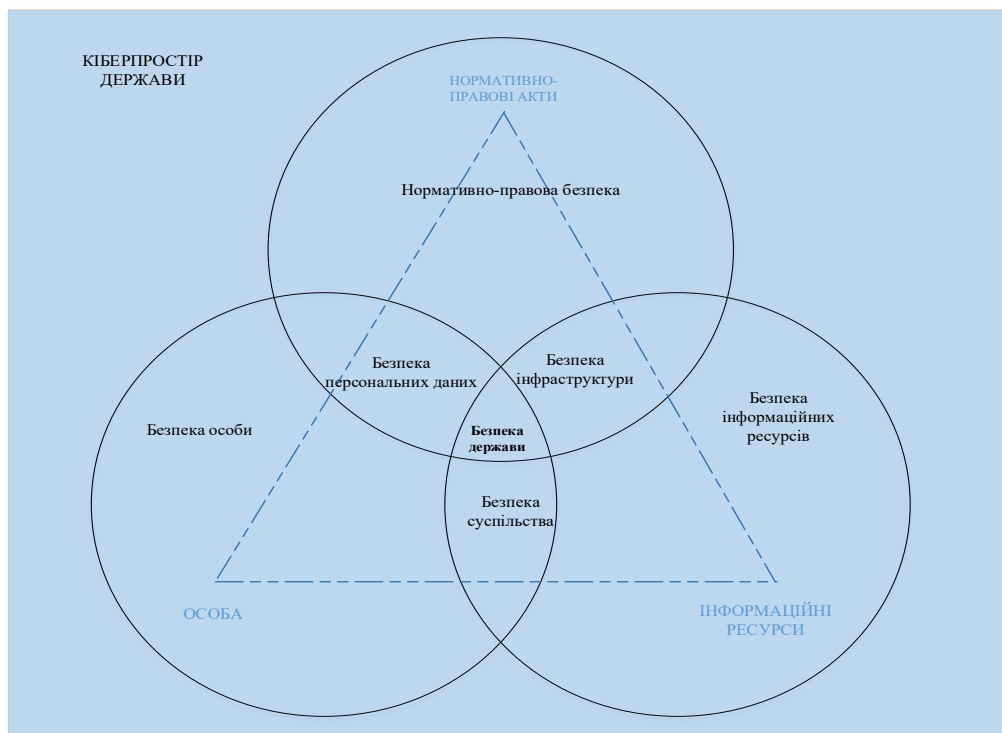 КІБЕРПРОСТІР
ДЕРЖАВИ
НОРМАТИВНО-
ПРАВОВІ АКТИ
Нормативно-правова безпека
Безпека
персональних даних
Безпека
інфраструктури
Безпека
інформаційних
ресурсів
Безпека особи
Безпека
держави
Безпека
суспільства
ОСОБА
ІНФОРМАЦІЙНІ
РЕСУРСИ